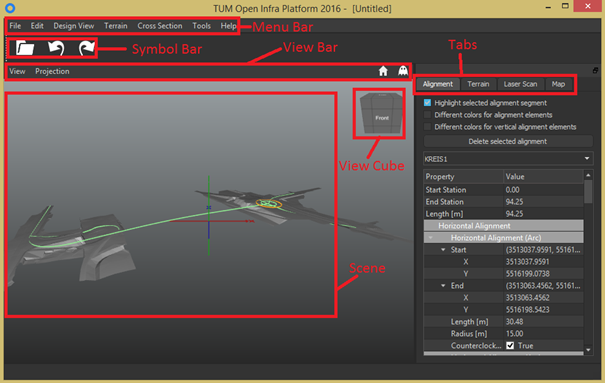 TUM Open Infra Platform 2016 - [Untitled]
File Edit Design View Terrain Cross Section Tools Help
Menu Bar
Symbol Bar
View Bar
Tabs
View Projection
Alignment Terrain Laser Scan Map
Front
View Cube
Scene
Highlight selected alignment segment
Different colors for alignment elements
Different colors for vertical alignment elements
Delete selected alignment
KREIS1
Property Value
Start Station 0.00
End Station 94.25
Length [m] 94.25
Horizontal Alignment
Horizontal Alignment (Arc)
Start (3513037.9591, 55161...
X 3513037.9591
Y 5516199.0738
End (3513063.4562, 55161...
X 3513063.4562
Y 5516198.5423
Length [m] 30.48
Radius [m] 15.00
Counterclock... True